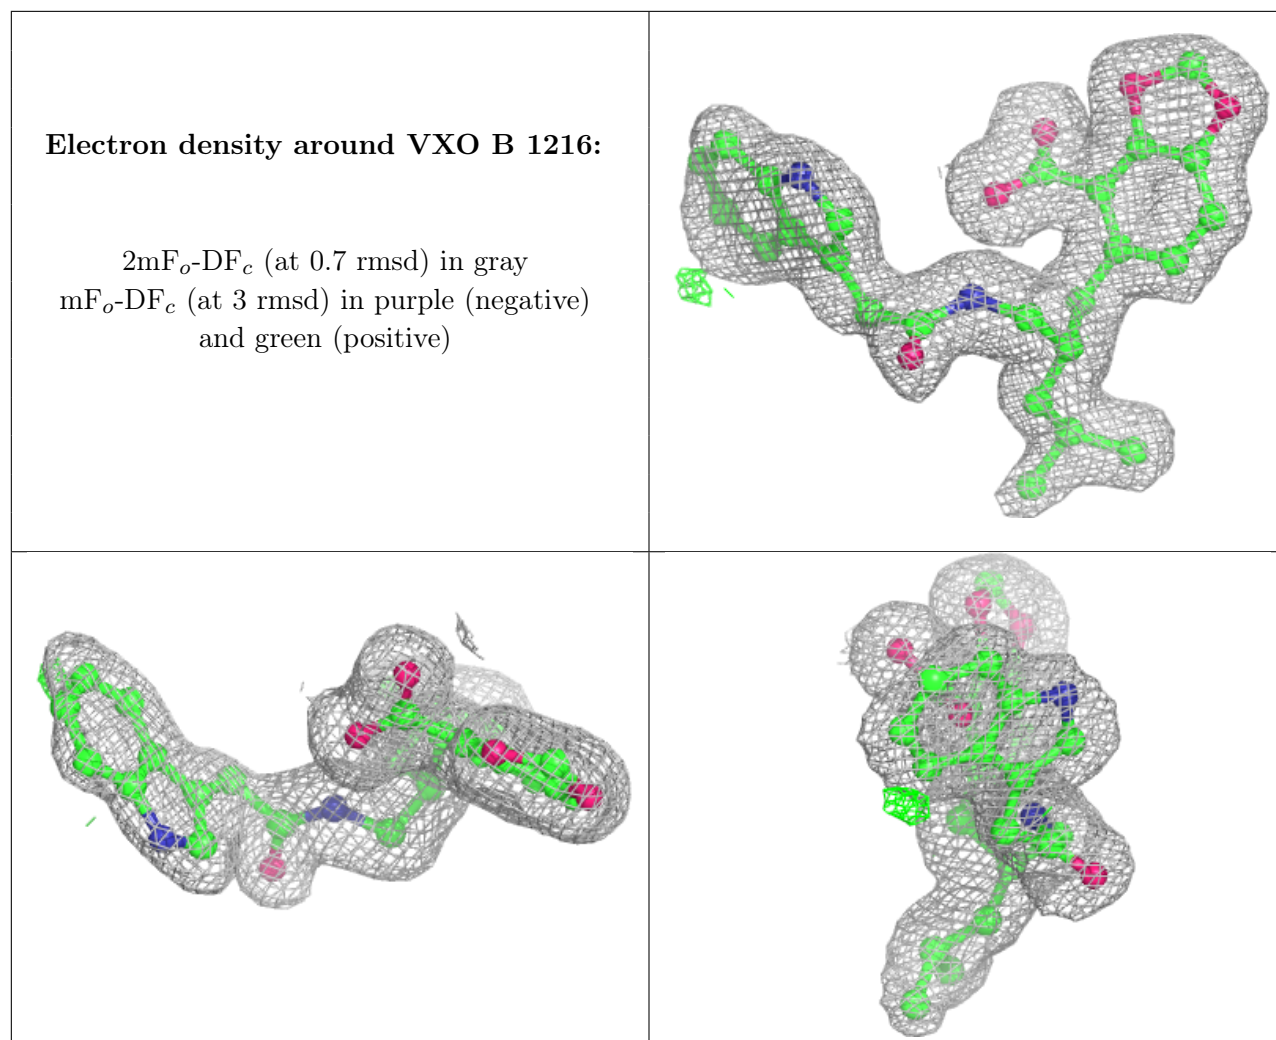 Electron density around VXO B 1216:
2mFo-DFc (at 0.7 rmsd) in gray
mFo-DFc (at 3 rmsd) in purple (negative)
and green (positive)